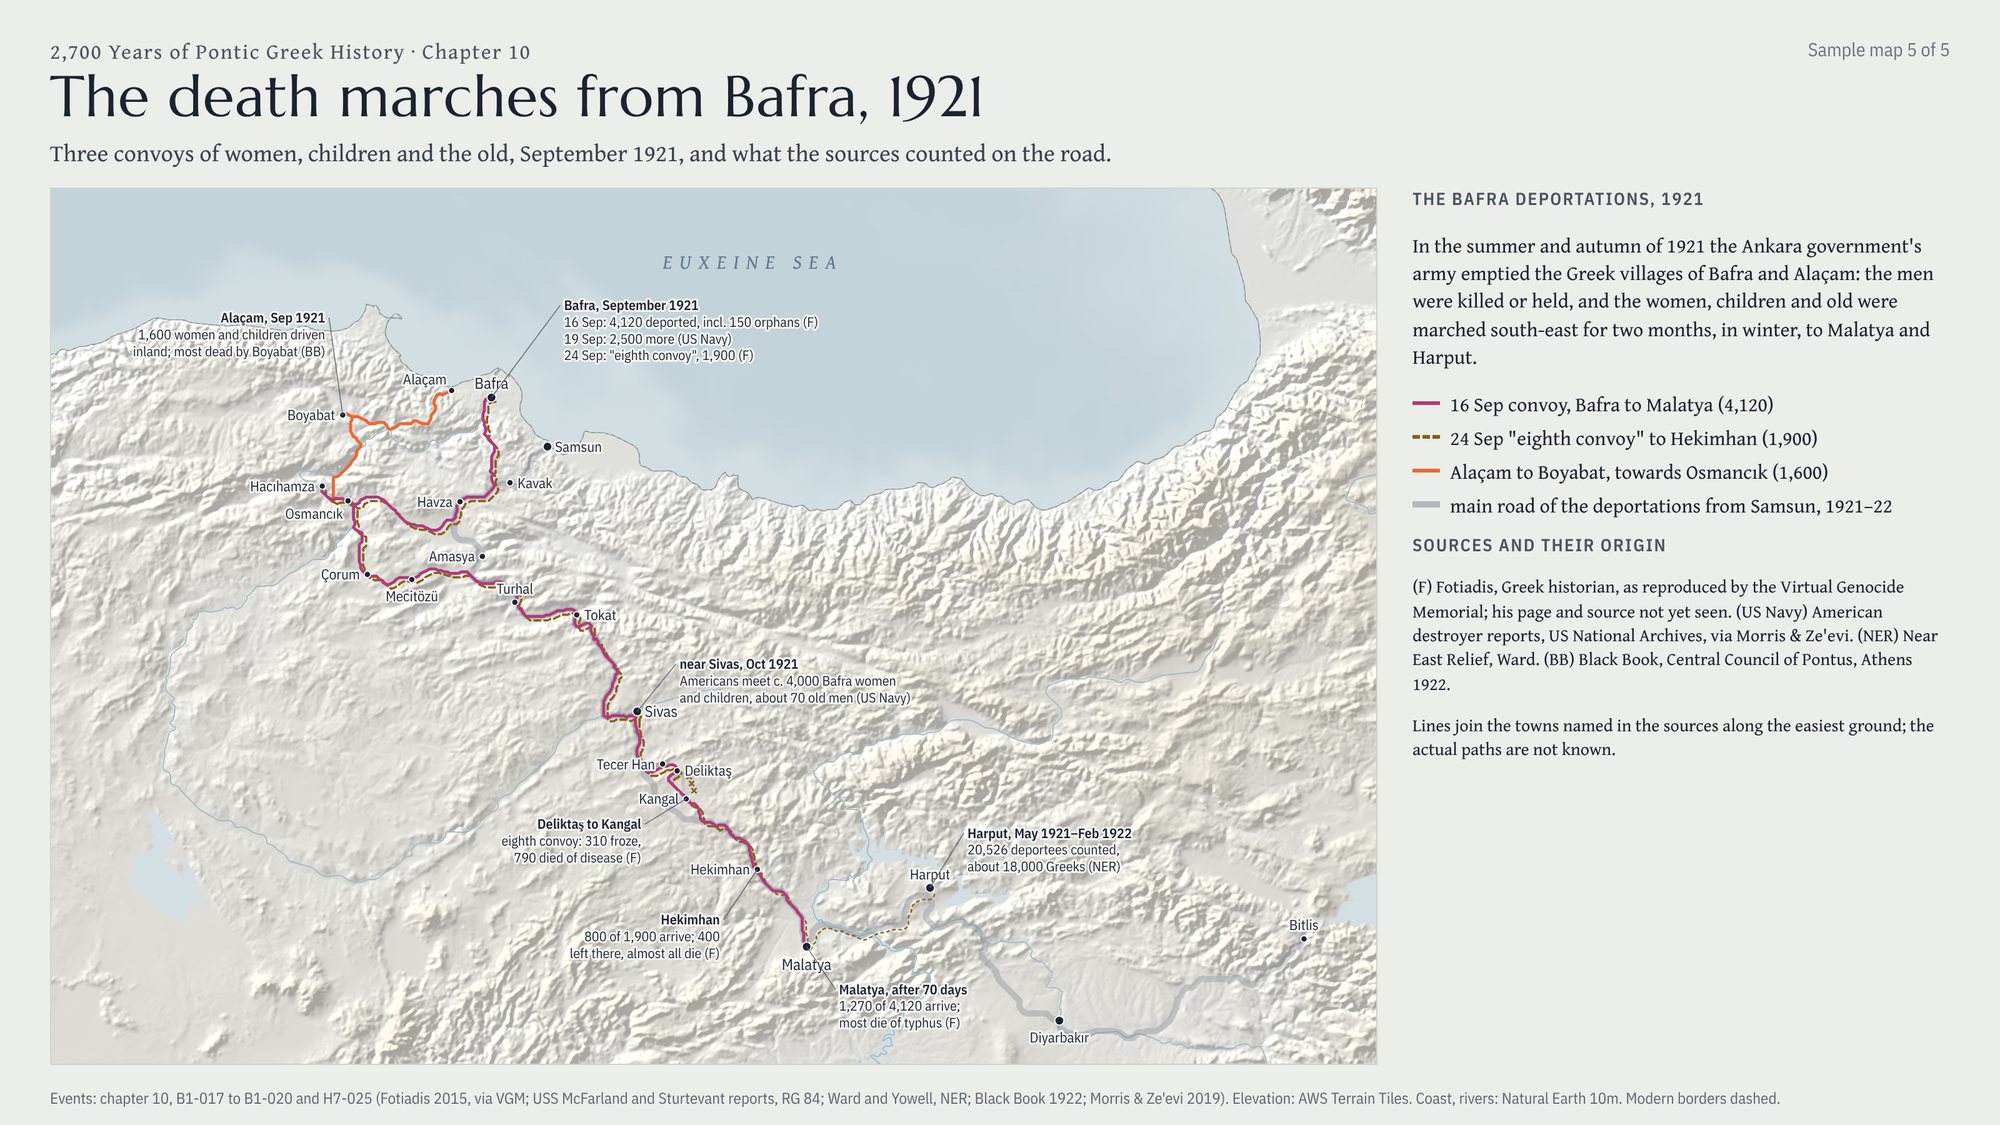 2,700 Years of Pontic Greek History · Chapter 10
Sample map 5 of 5
The death marches from Bafra, 1921
Three convoys of women, children and the old, September 1921, and what the sources counted on the road.
EUXEINE SEA
Alaçam, Sep 1921
1,600 women and children driven
inland; most dead by Boyabat (BB)
Bafra, September 1921
16 Sep: 4,120 deported, incl. 150 orphans (F)
19 Sep: 2,500 more (US Navy)
24 Sep: "eighth convoy", 1,900 (F)
Alaçam
Bafra
Boyabat
Samsun
Hacıhamza
Kavak
Havza
Osmancık
Amasya
Çorum
Mecitözü
Turhal
Tokat
near Sivas, Oct 1921
Americans meet c. 4,000 Bafra women
and children, about 70 old men (US Navy)
Sivas
Tecer Han
Deliktaş
Kangal
Deliktaş to Kangal
eighth convoy: 310 froze,
790 died of disease (F)
Harput, May 1921–Feb 1922
20,526 deportees counted,
about 18,000 Greeks (NER)
Hekimhan
Harput
Hekimhan
800 of 1,900 arrive; 400
left there, almost all die (F)
Bitlis
Malatya
Malatya, after 70 days
1,270 of 4,120 arrive;
most die of typhus (F)
Diyarbakır
THE BAFRA DEPORTATIONS, 1921
In the summer and autumn of 1921 the Ankara government's
army emptied the Greek villages of Bafra and Alaçam: the men
were killed or held, and the women, children and old were
marched south-east for two months, in winter, to Malatya and
Harput.
16 Sep convoy, Bafra to Malatya (4,120)
24 Sep "eighth convoy" to Hekimhan (1,900)
Alaçam to Boyabat, towards Osmancık (1,600)
main road of the deportations from Samsun, 1921–22
SOURCES AND THEIR ORIGIN
(F) Fotiadis, Greek historian, as reproduced by the Virtual Genocide
Memorial; his page and source not yet seen. (US Navy) American
destroyer reports, US National Archives, via Morris & Ze'evi. (NER) Near
East Relief, Ward. (BB) Black Book, Central Council of Pontus, Athens
1922.
Lines join the towns named in the sources along the easiest ground; the
actual paths are not known.
Events: chapter 10, B1-017 to B1-020 and H7-025 (Fotiadis 2015, via VGM; USS McFarland and Sturtevant reports, RG 84; Ward and Yowell, NER; Black Book 1922; Morris & Ze'evi 2019). Elevation: AWS Terrain Tiles. Coast, rivers: Natural Earth 10m. Modern borders dashed.